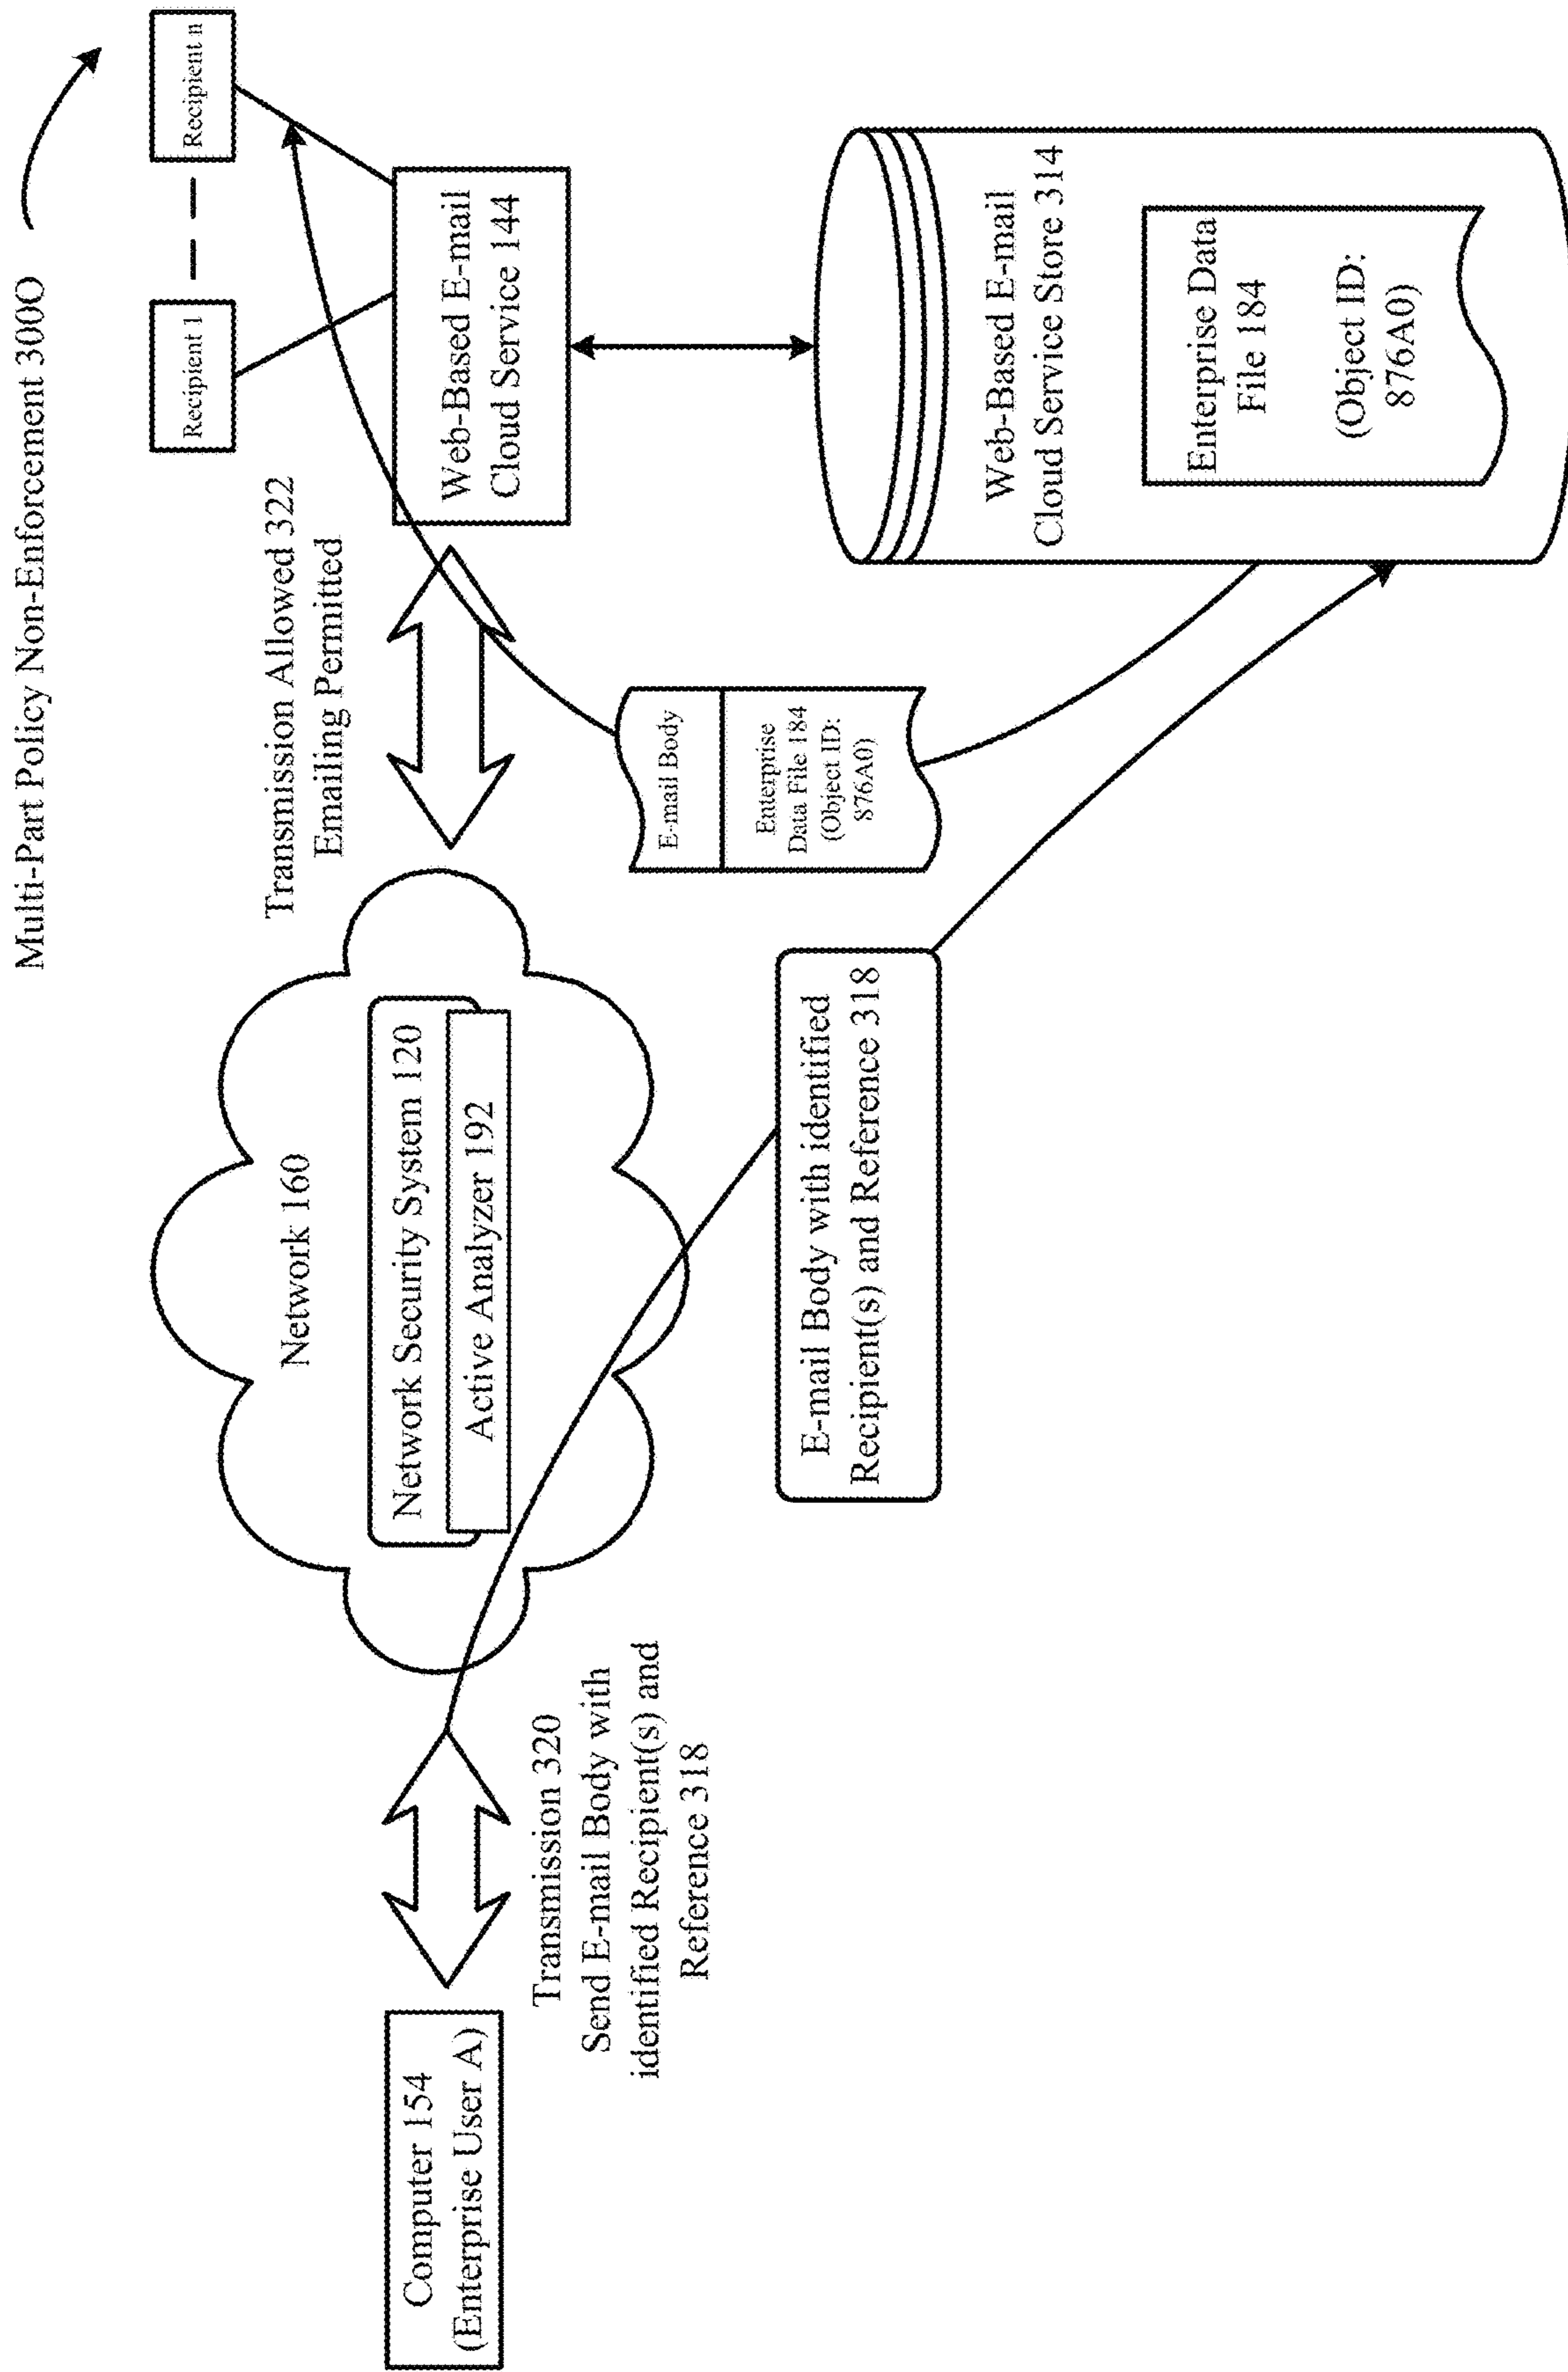 Multi-Part Policy Non-Enforcement 300O
Recipient 1
Recipient n
Transmission Allowed 322
Emailing Permitted
Network 160
Network Security System 120
Active Analyzer 192
Web-Based E-mail
Cloud Service 144
Computer 154
(Enterprise User A)
Transmission 320
Send E-mail Body with
identified Recipient(s) and
Reference 318
E-mail Body
Enterprise
Data File 184
(Object ID:
876A0)
E-mail Body with identified
Recipient(s) and Reference 318
Web-Based E-mail
Cloud Service Store 314
Enterprise Data
File 184
(Object ID:
876A0)